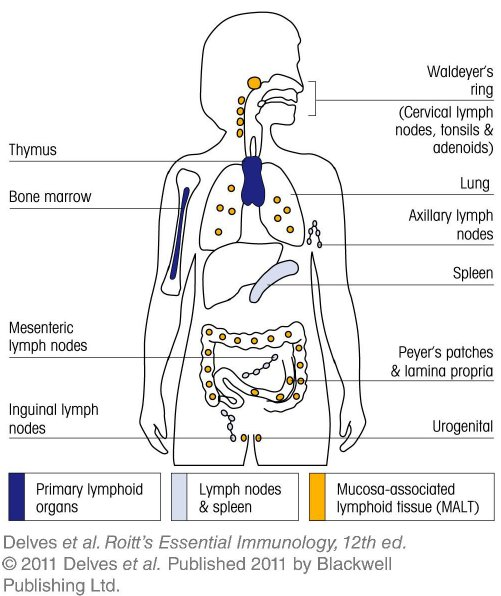 Waldeyer's
ring
(Cervical lymph
nodes, tonsils &
adenoids)
Thymus
Lung
Bone marrow
Axillary lymph
nodes
Spleen
Mesenteric
lymph nodes
Peyer's patches
& lamina propria
Inguinal lymph
nodes
Urogenital
Primary lymphoid
organs
Lymph nodes
& spleen
Mucosa-associated
lymphoid tissue (MALT)
Delves et al. Roitt's Essential Immunology, 12th ed.
© 2011 Delves et al. Published 2011 by Blackwell
Publishing Ltd.